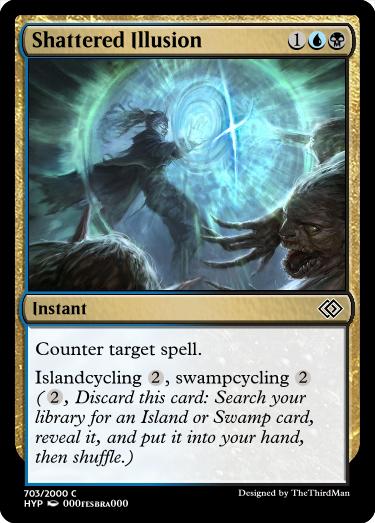 Shattered Illusion 1
Instant
Counter target spell.
Islandcycling 2, swampcycling 2
(2, Discard this card: Search your
library for an Island or Swamp card,
reveal it, and put it into your hand,
then shuffle.)
703/2000 C
Designed by TheThirdMan
HYP 000FESBRA000